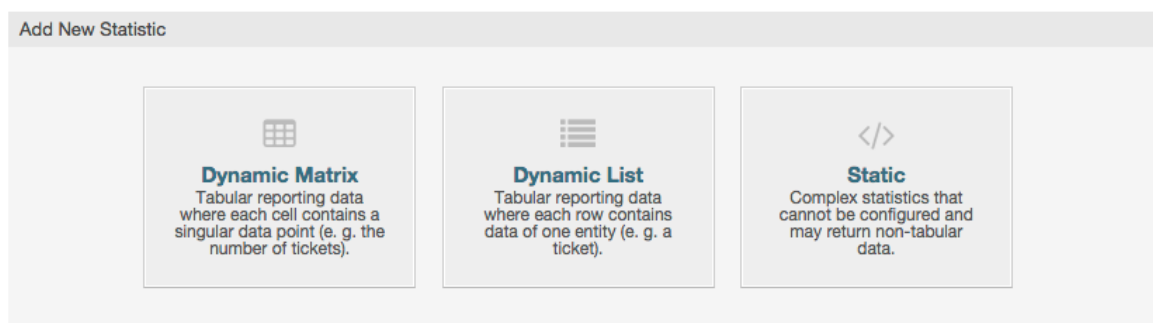 Add New Statistic
Dynamic Matrix
Tabular reporting data
where each cell contains a
singular data point (e. g. the
number of tickets).
Dynamic List
Tabular reporting data
where each row contains
data of one entity (e. g. a
ticket).
Static
Complex statistics that
cannot be configured and
may return non-tabular
data.